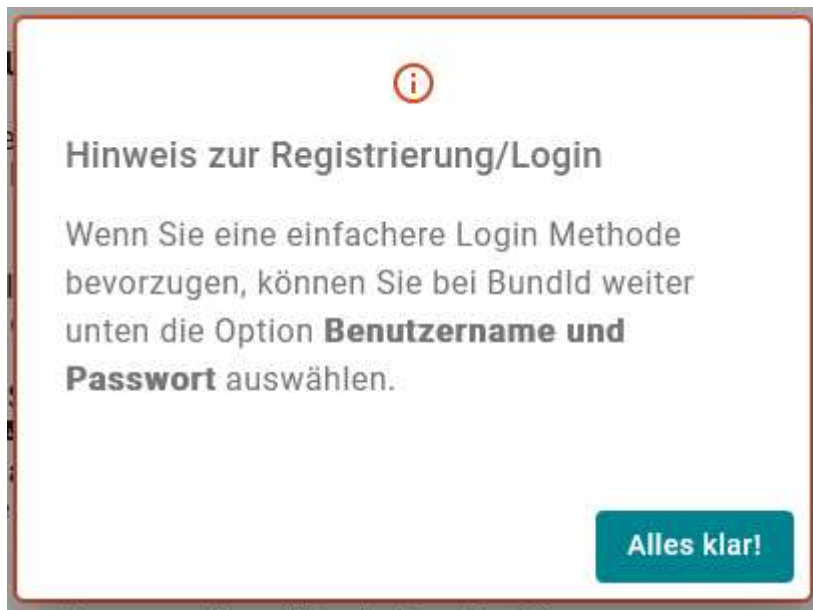 Hinweis zur Registrierung/Login
Wenn Sie eine einfachere Login Methode
bevorzugen, können Sie bei BundId weiter
unten die Option Benutzername und
Passwort auswählen.
Alles klar!